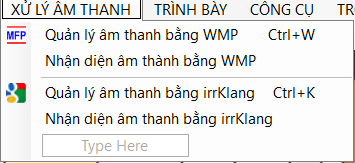 XỬ LÝ ÂM THANH TRÌNH BÀY CÔNG CỤ
MFP Quản lý âm thanh bằng WMP Ctrl+W
Nhận diện âm thành bằng WMP
Quản lý âm thanh bằng irrKlang Ctrl+K
Nhận diện âm thanh bằng irrKlang
Type Here